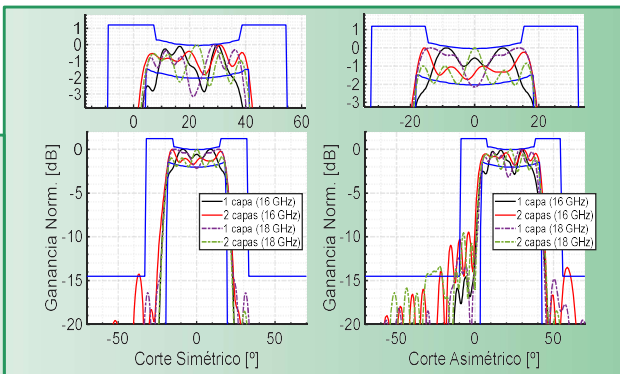 1
0
-1
-2
-3
0 20 40 60
1
0
-1
-2
-3
-20 0 20
Ganancia Norm. [dB]
0
-5
-10
-15
-20
1 capa (16 GHz)
2 capas (16 GHz)
1 capa (18 GHz)
2 capas (18 GHz)
-50 0 50
Corte Simétrico [º]
Ganancia Norm. [dB]
0
-5
-10
-15
-20
1 capa (16 GHz)
2 capas (16 GHz)
1 capa (18 GHz)
2 capas (18 GHz)
-50 0 50
Corte Asimétrico [º]